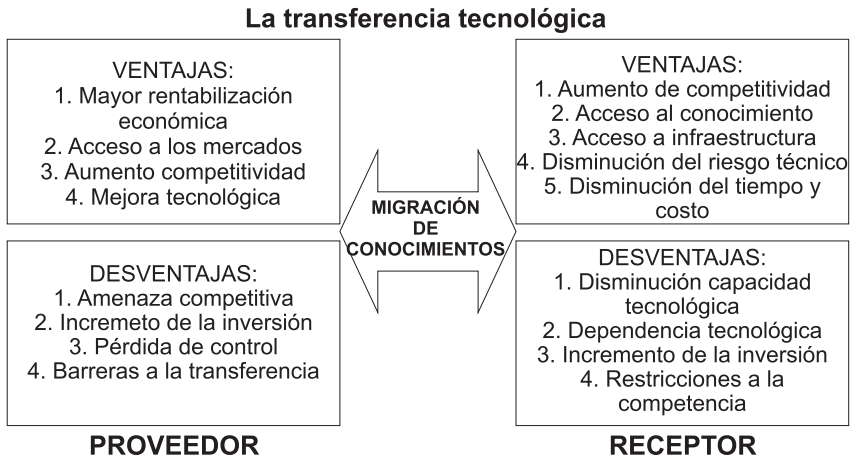 La transferencia tecnológica
VENTAJAS:
1. Mayor rentabilización
económica
2. Acceso a los mercados
3. Aumento competitividad
4. Mejora tecnológica
DESVENTAJAS:
1. Amenaza competitiva
2. Incremeto de la inversión
3. Pérdida de control
4. Barreras a la transferencia
PROVEEDOR
MIGRACIÓN
DE
CONOCIMIENTOS
VENTAJAS:
1. Aumento de competitividad
2. Acceso al conocimiento
3. Acceso a infraestructura
4. Disminución del riesgo técnico
5. Disminución del tiempo y
costo
DESVENTAJAS:
1. Disminución capacidad
tecnológica
2. Dependencia tecnológica
3. Incremento de la inversión
4. Restricciones a la
competencia
RECEPTOR